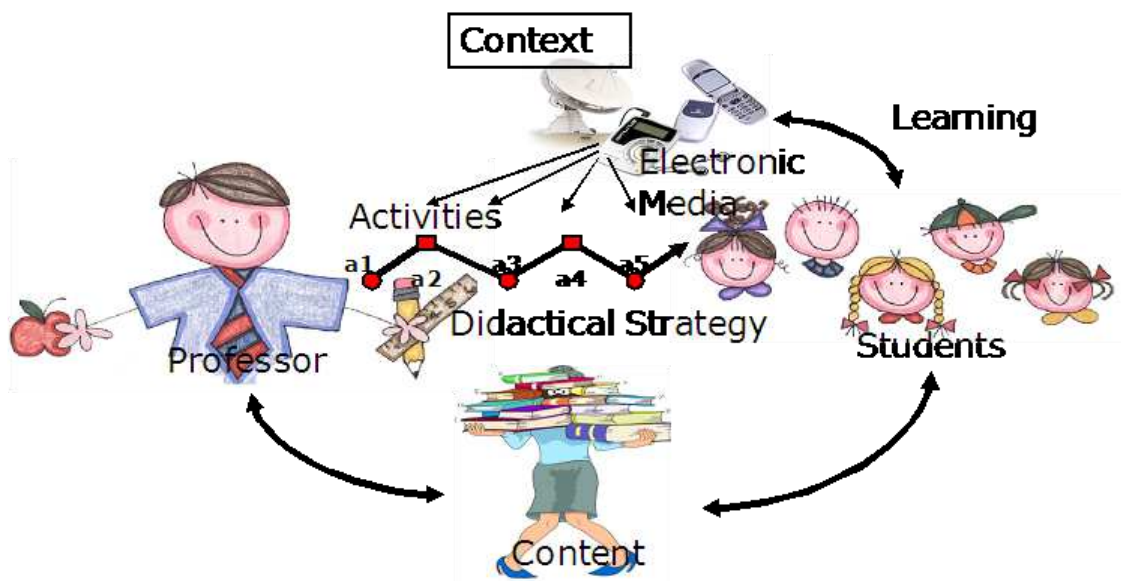 Context
Learning
Electronic
Media
Activities
a1
a2
a3
a4
a5
Didactical Strategy
Professor
Students
Content